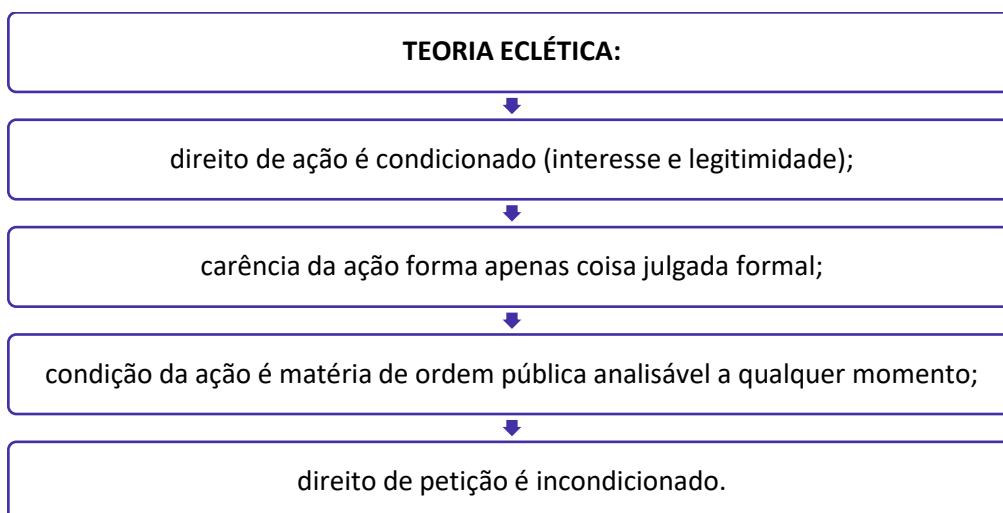 TEORIA ECLÉTICA:
direito de ação é condicionado (interesse e legitimidade);
carência da ação forma apenas coisa julgada formal;
condição da ação é matéria de ordem pública analisável a qualquer momento;
direito de petição é incondicionado.